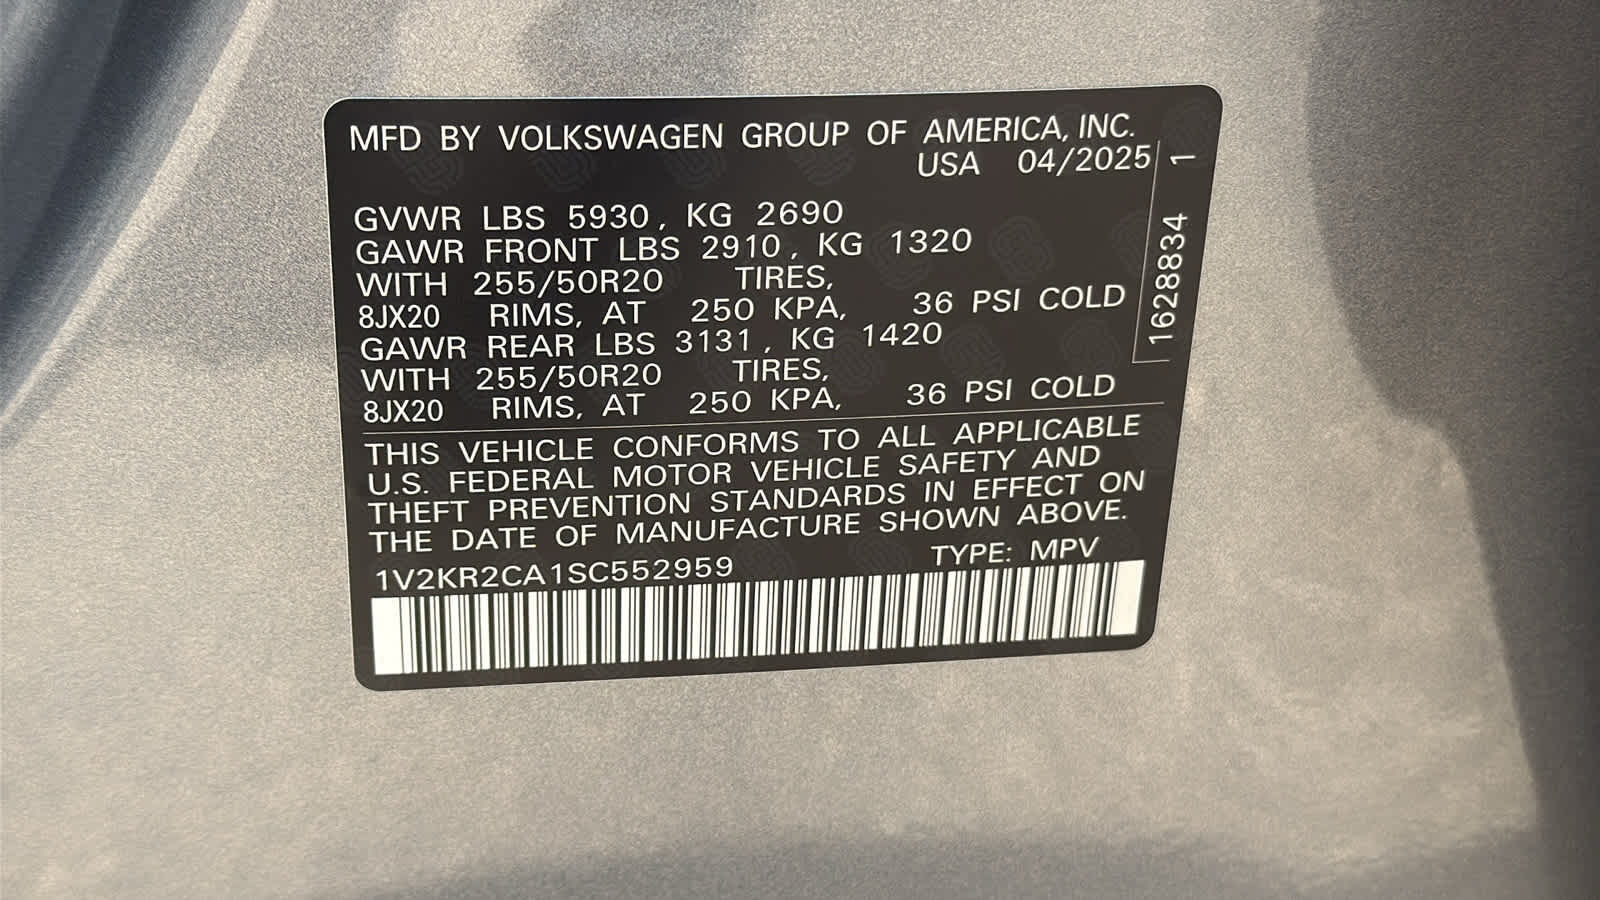 MFD BY VOLKSWAGEN GROUP OF AMERICA, INC.
USA 04/2025
GVWR LBS 5930, KG 2690
GAWR FRONT LBS 2910, KG 1320
WITH 255/50R20 TIRES,
8JX20 RIMS, AT 250 KPA, 36 PSI COLD
GAWR REAR LBS 3131, KG 1420
WITH 255/50R20 TIRES,
8JX20 RIMS, AT 250 KPA, 36 PSI COLD
1628834 1
THIS VEHICLE CONFORMS TO ALL APPLICABLE
U.S. FEDERAL MOTOR VEHICLE SAFETY AND
THEFT PREVENTION STANDARDS IN EFFECT ON
THE DATE OF MANUFACTURE SHOWN ABOVE.
1V2KR2CA1SC552959 TYPE: MPV